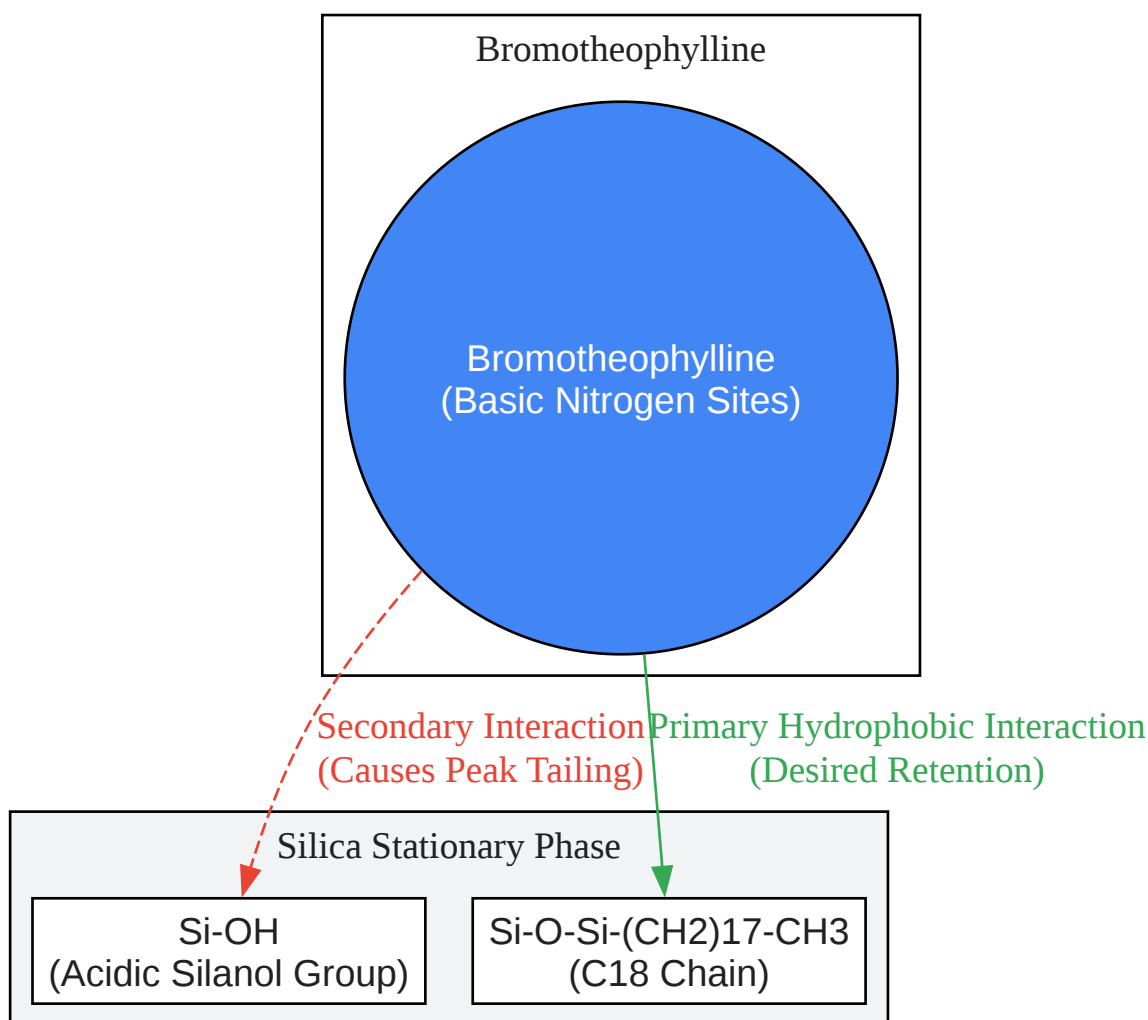 Bromotheophylline
Bromotheophylline
(Basic Nitrogen Sites)
Secondary Interaction
(Causes Peak Tailing)
Primary Hydrophobic Interaction
(Desired Retention)
Silica Stationary Phase
Si-OH
(Acidic Silanol Group)
Si-O-Si-(CH2)17-CH3
(C18 Chain)